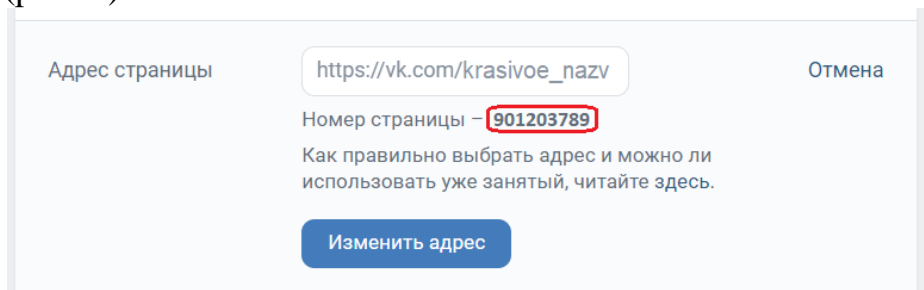 Адрес страницы https://vk.com/krasivoe_nazv Отмена
Номер страницы – 901203789
Как правильно выбрать адрес и можно ли
использовать уже занятый, читайте здесь.
Изменить адрес